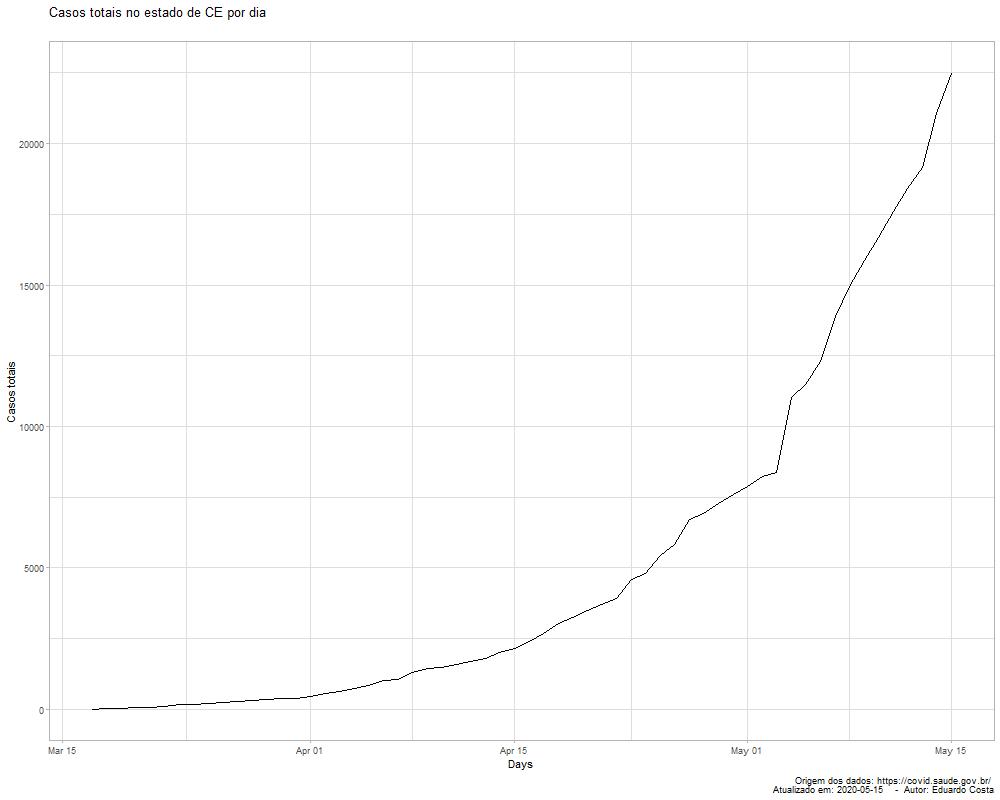 Casos totais no estado de CE por dia
20000
15000
10000
5000
0
Casos totais
Mar 15
Apr 01
Apr 15
May 01
May 15
Days
Origem dos dados: https://covid.saude.gov.br/
Atualizado em: 2020-05-15 - Autor: Eduardo Costa